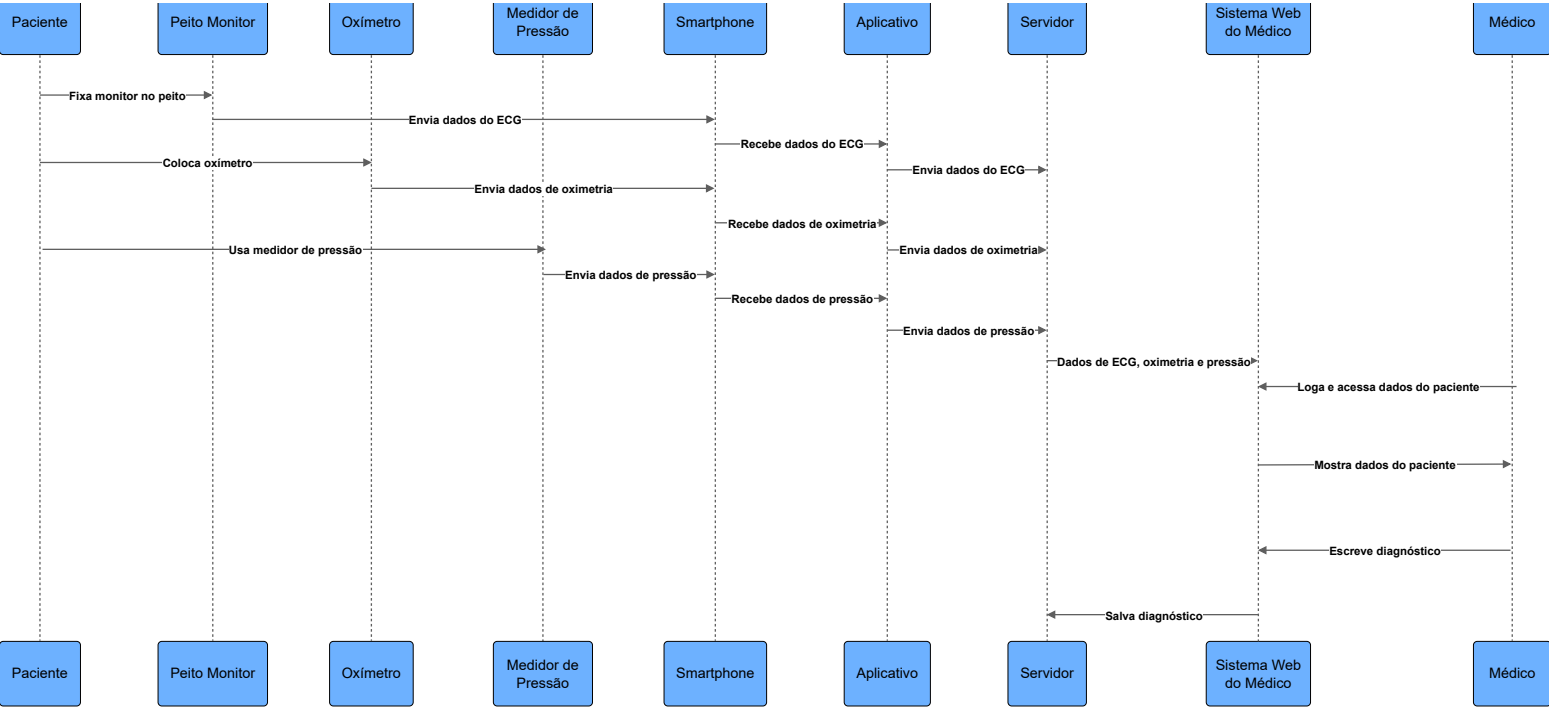 Paciente
Peito Monitor
Oxímetro
Medidor de
Pressão
Smartphone
Aplicativo
Servidor
Sistema Web
do Médico
Médico
Fixa monitor no peito
Envia dados do ECG
Recebe dados do ECG
Coloca oxímetro
Envia dados do ECG
Envia dados de oximetria
Recebe dados de oximetria
Usa medidor de pressão
Envia dados de oximetria
Envia dados de pressão
Recebe dados de pressão
Envia dados de pressão
Dados de ECG, oximetria e pressão
Loga e acessa dados do paciente
Mostra dados do paciente
Escreve diagnóstico
Salva diagnóstico
Paciente
Peito Monitor
Oxímetro
Medidor de
Pressão
Smartphone
Aplicativo
Servidor
Sistema Web
do Médico
Médico